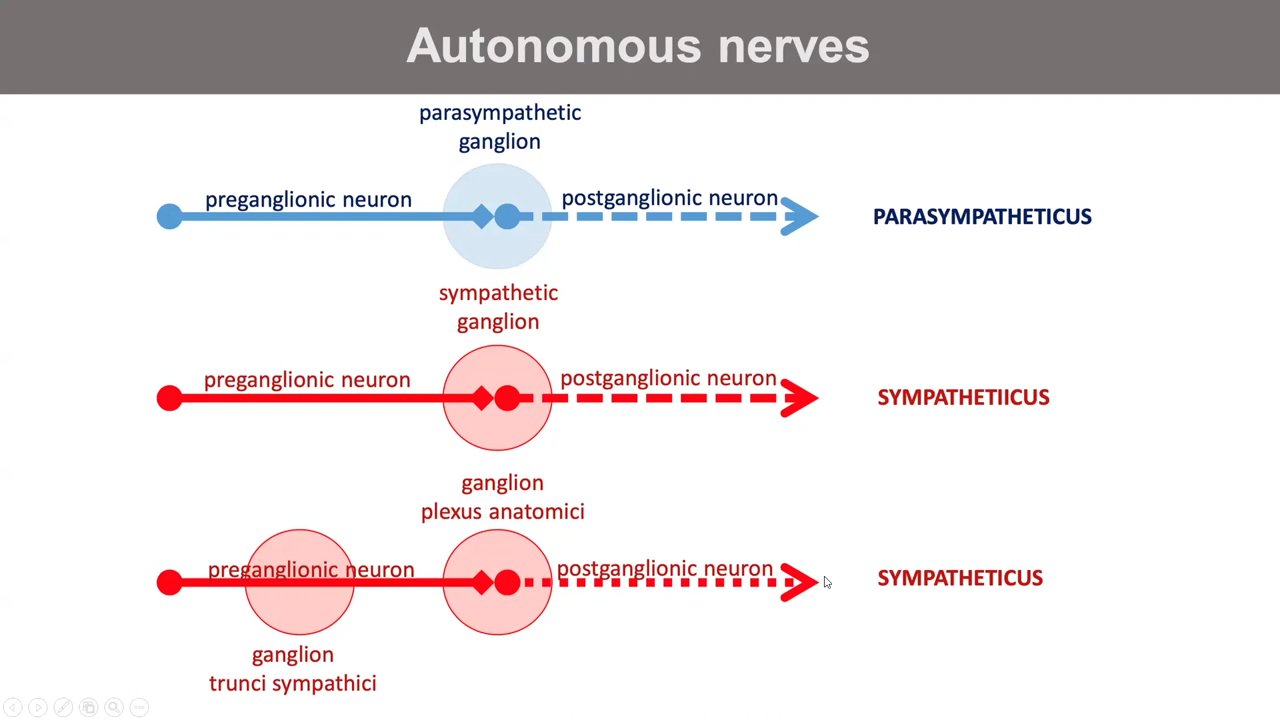 Autonomous nerves
parasympathetic
ganglion
preganglionic neuron
postganglionic neuron
PARASYMPATHETICUS
sympathetic
ganglion
preganglionic neuron
postganglionic neuron
SYMPATHETIICUS
ganglion
plexus anatomici
preganglionic neuron
postganglionic neuron
SYMPATHETICUS
ganglion
trunci sympathici